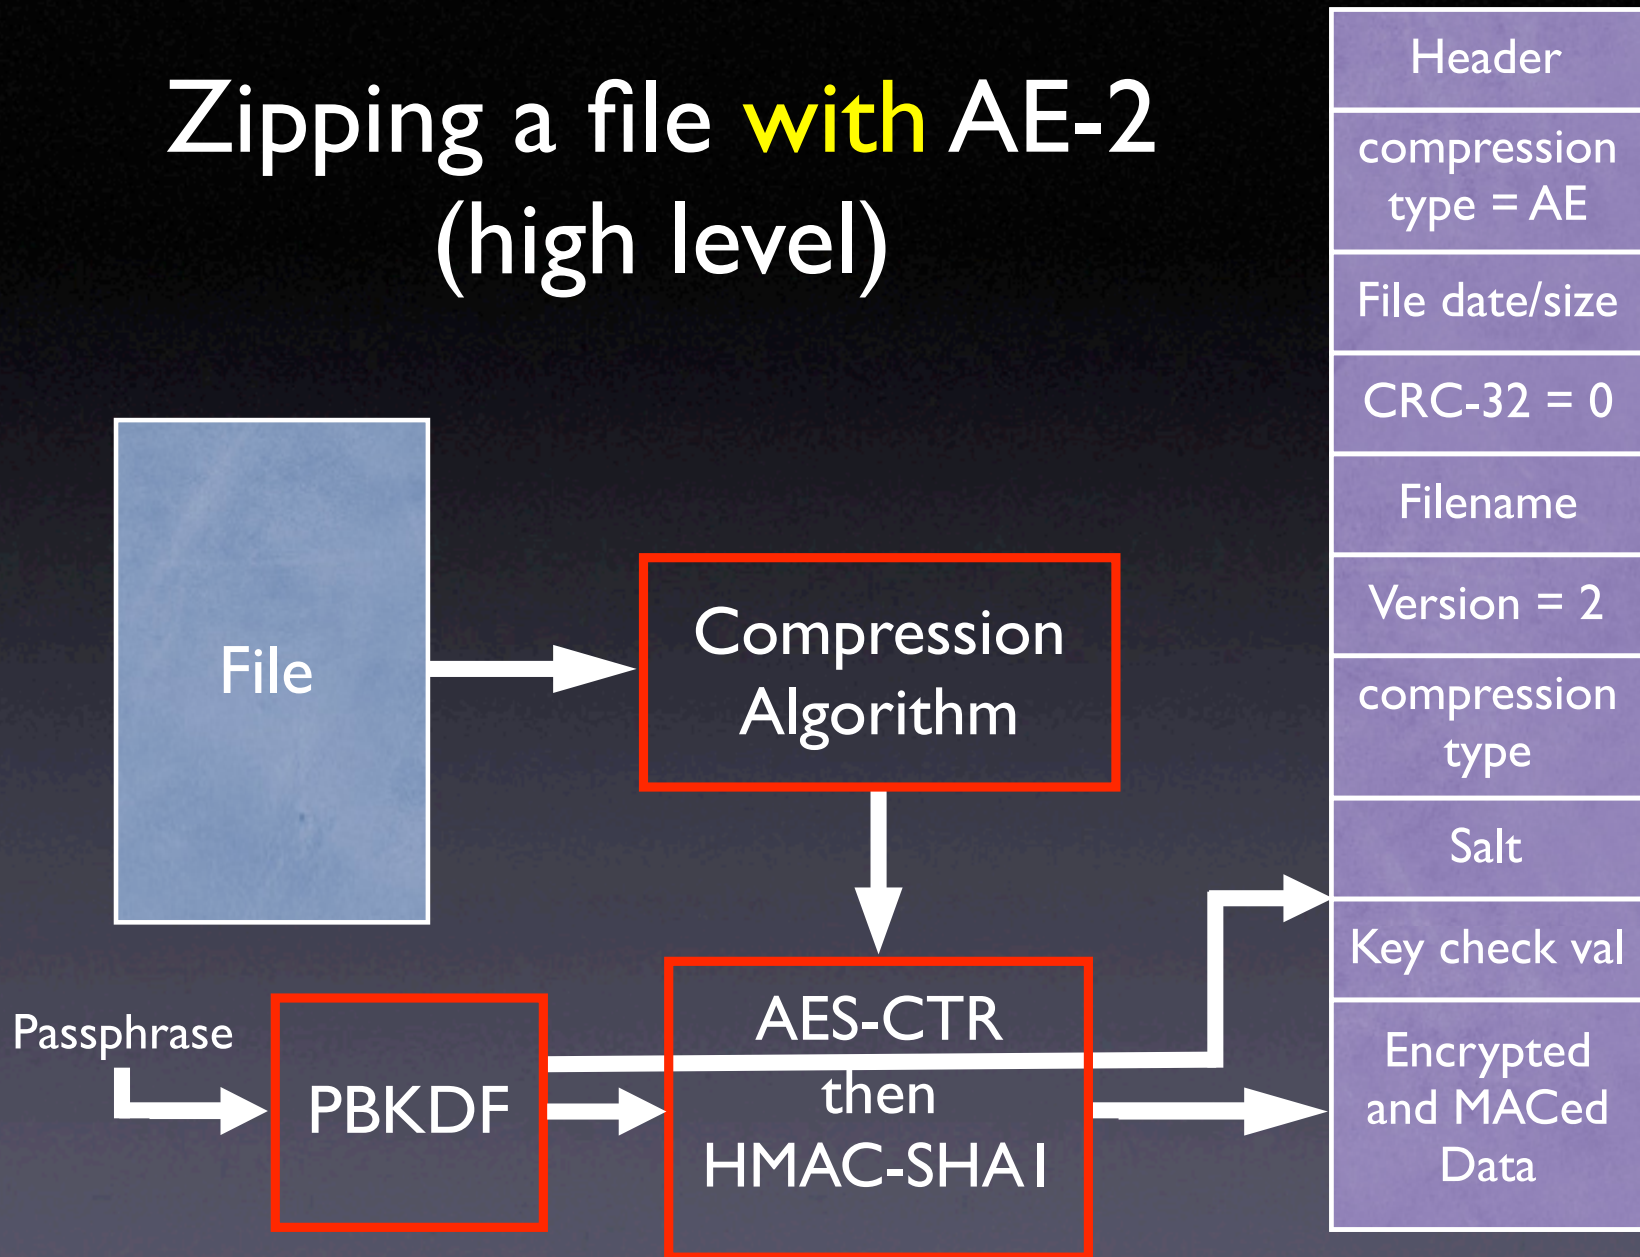 Zipping a file with AE-2
(high level)
File
Compression
Algorithm
Passphrase
PBKDF
AES-CTR
then
HMAC-SHA1
Header
compression
type = AE
File date/size
CRC-32 = 0
Filename
Version = 2
compression
type
Salt
Key check val
Encrypted
and MACed
Data